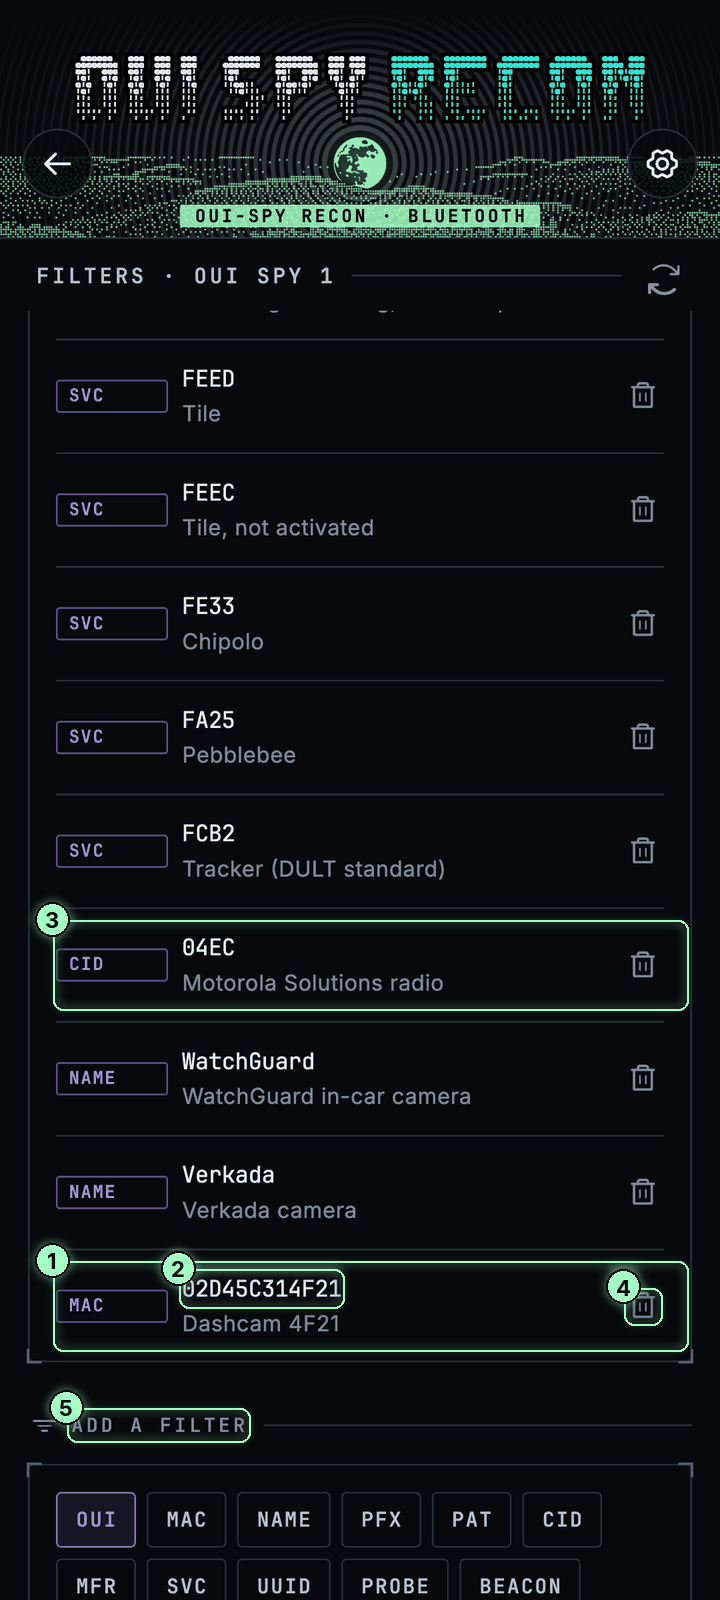 OUI SPY RECON
OUI-SPY RECON · BLUETOOTH
FILTERS · OUI SPY 1
SVC
FEED
Tile
SVC
FEEC
Tile, not activated
SVC
FE33
Chipolo
SVC
FA25
Pebblebee
SVC
FCB2
Tracker (DULT standard)
3
CID
04EC
Motorola Solutions radio
NAME
WatchGuard
WatchGuard in-car camera
NAME
Verkada
Verkada camera
1
2
MAC
02D45C314F21
4
Dashcam 4F21
5
ADD A FILTER
OUI MAC NAME PFX PAT CID
MFR SVC UUID PROBE BEACON